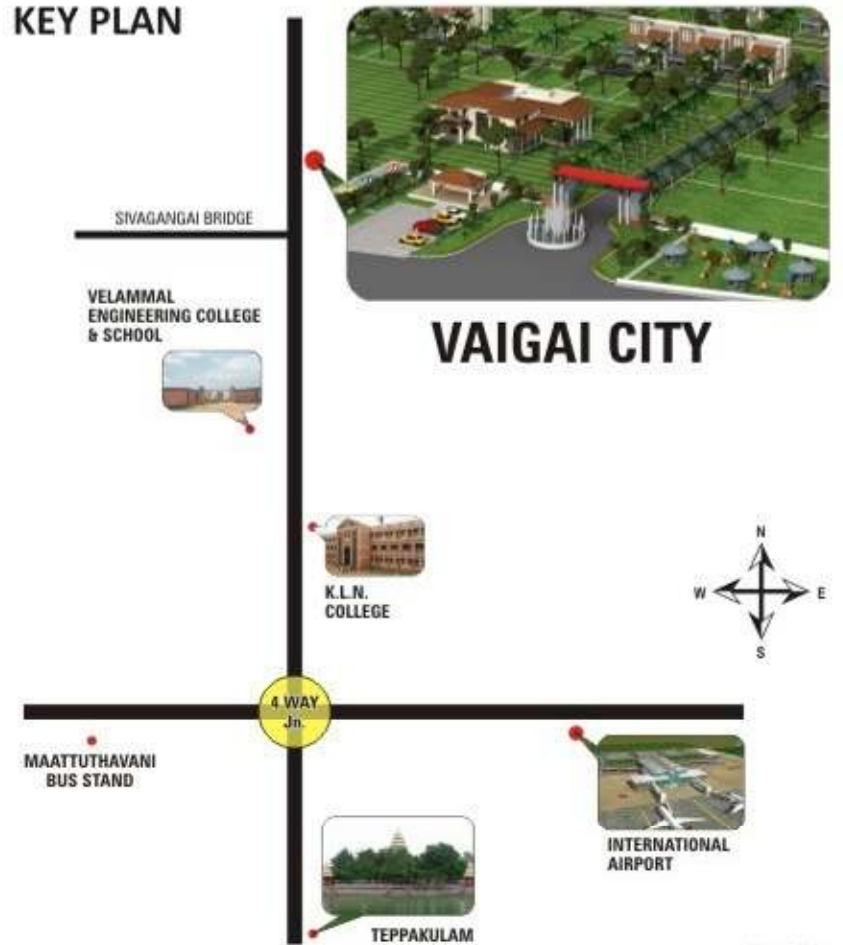 KEY PLAN
SIVAGANGAI BRIDGE
VELAMMAL
ENGINEERING COLLEGE
& SCHOOL
VAIGAI CITY
K.L.N.
COLLEGE
N
W
E
S
4 WAY
Jn.
MAATTUTHAVANI
BUS STAND
INTERNATIONAL
AIRPORT
TEPPAKULAM